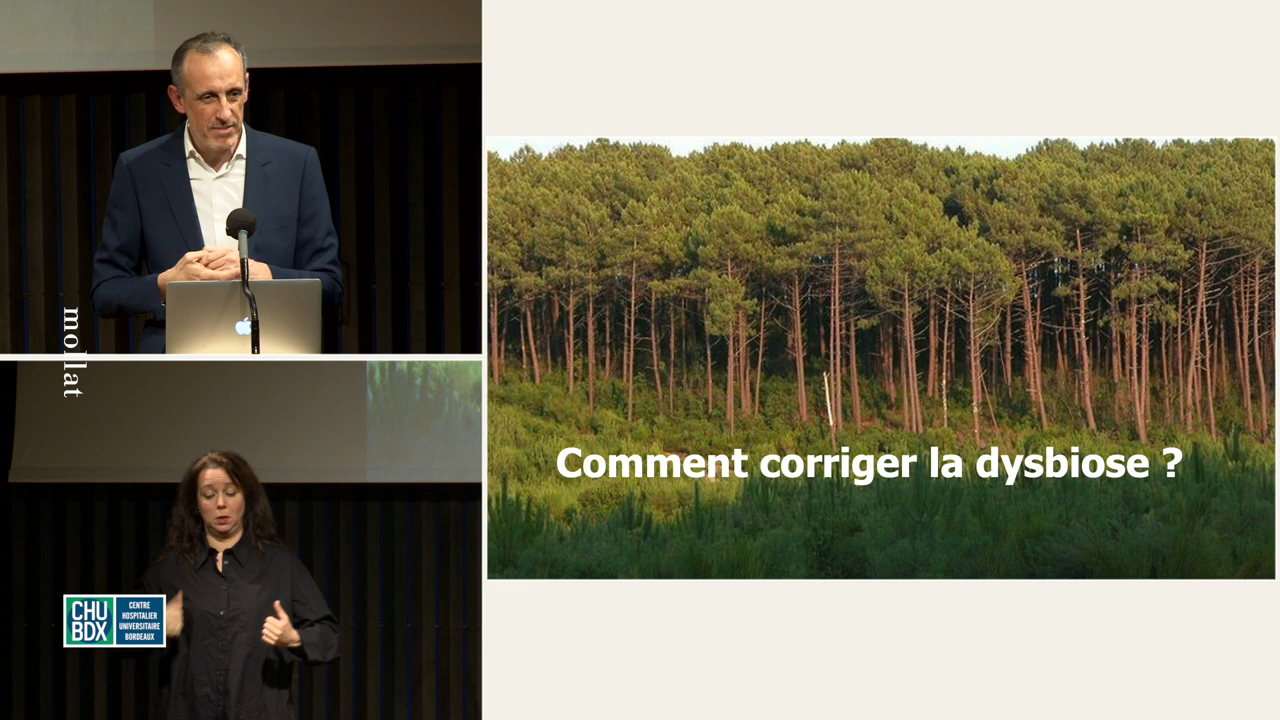 mollat
CHU
BDX
CENTRE
HOSPITALIER
UNIVERSITAIRE
BORDEAUX
Comment corriger la dysbiose ?